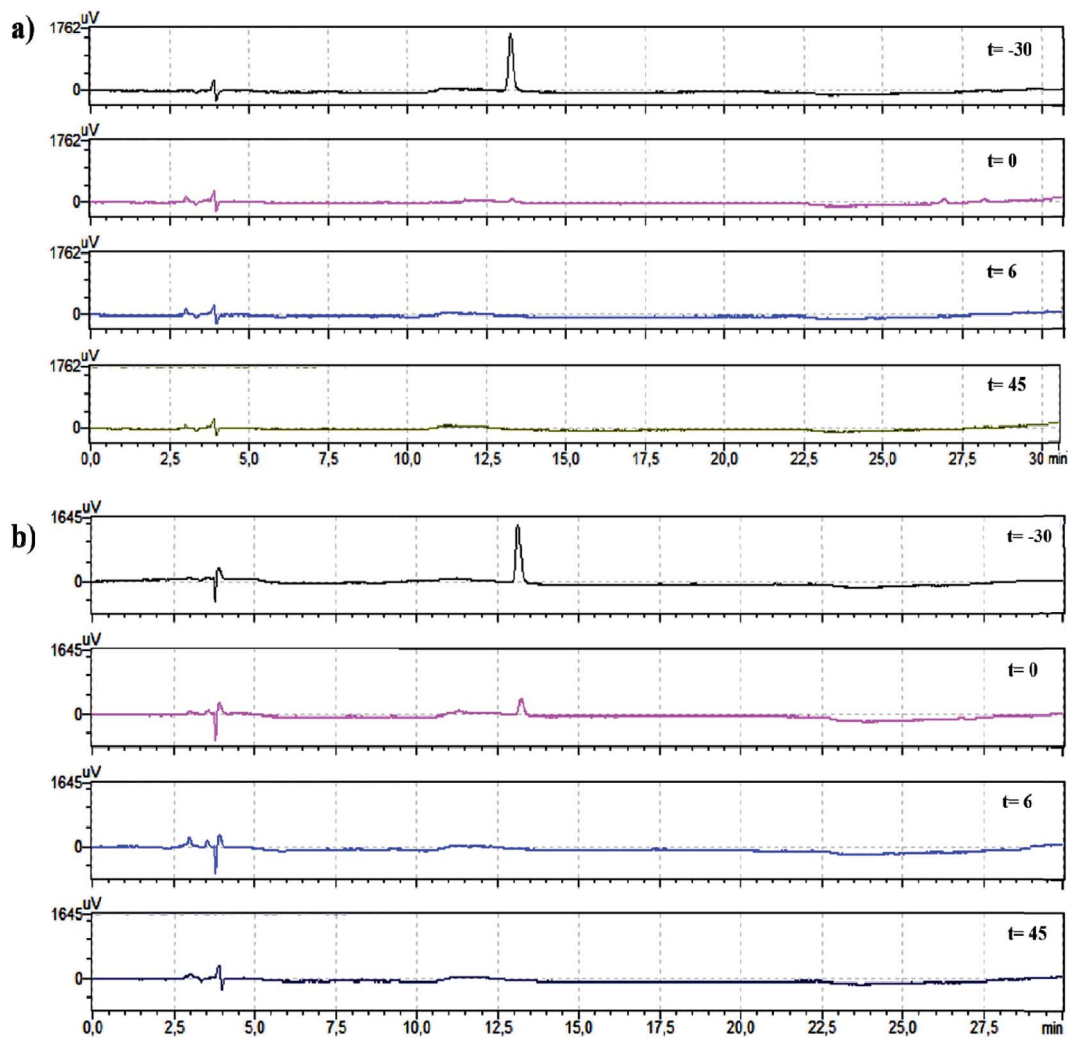 a)
uV
1762
0
t= -30
uV
1762
0
t= 0
uV
1762
0
t= 6
uV
1762
0
t= 45
0,0 2,5 5,0 7,5 10,0 12,5 15,0 17,5 20,0 22,5 25,0 27,5 30 min
b)
uV
1645
0
t= -30
uV
1645
0
t= 0
uV
1645
0
t= 6
uV
1645
0
t= 45
0,0 2,5 5,0 7,5 10,0 12,5 15,0 17,5 20,0 22,5 25,0 27,5 min